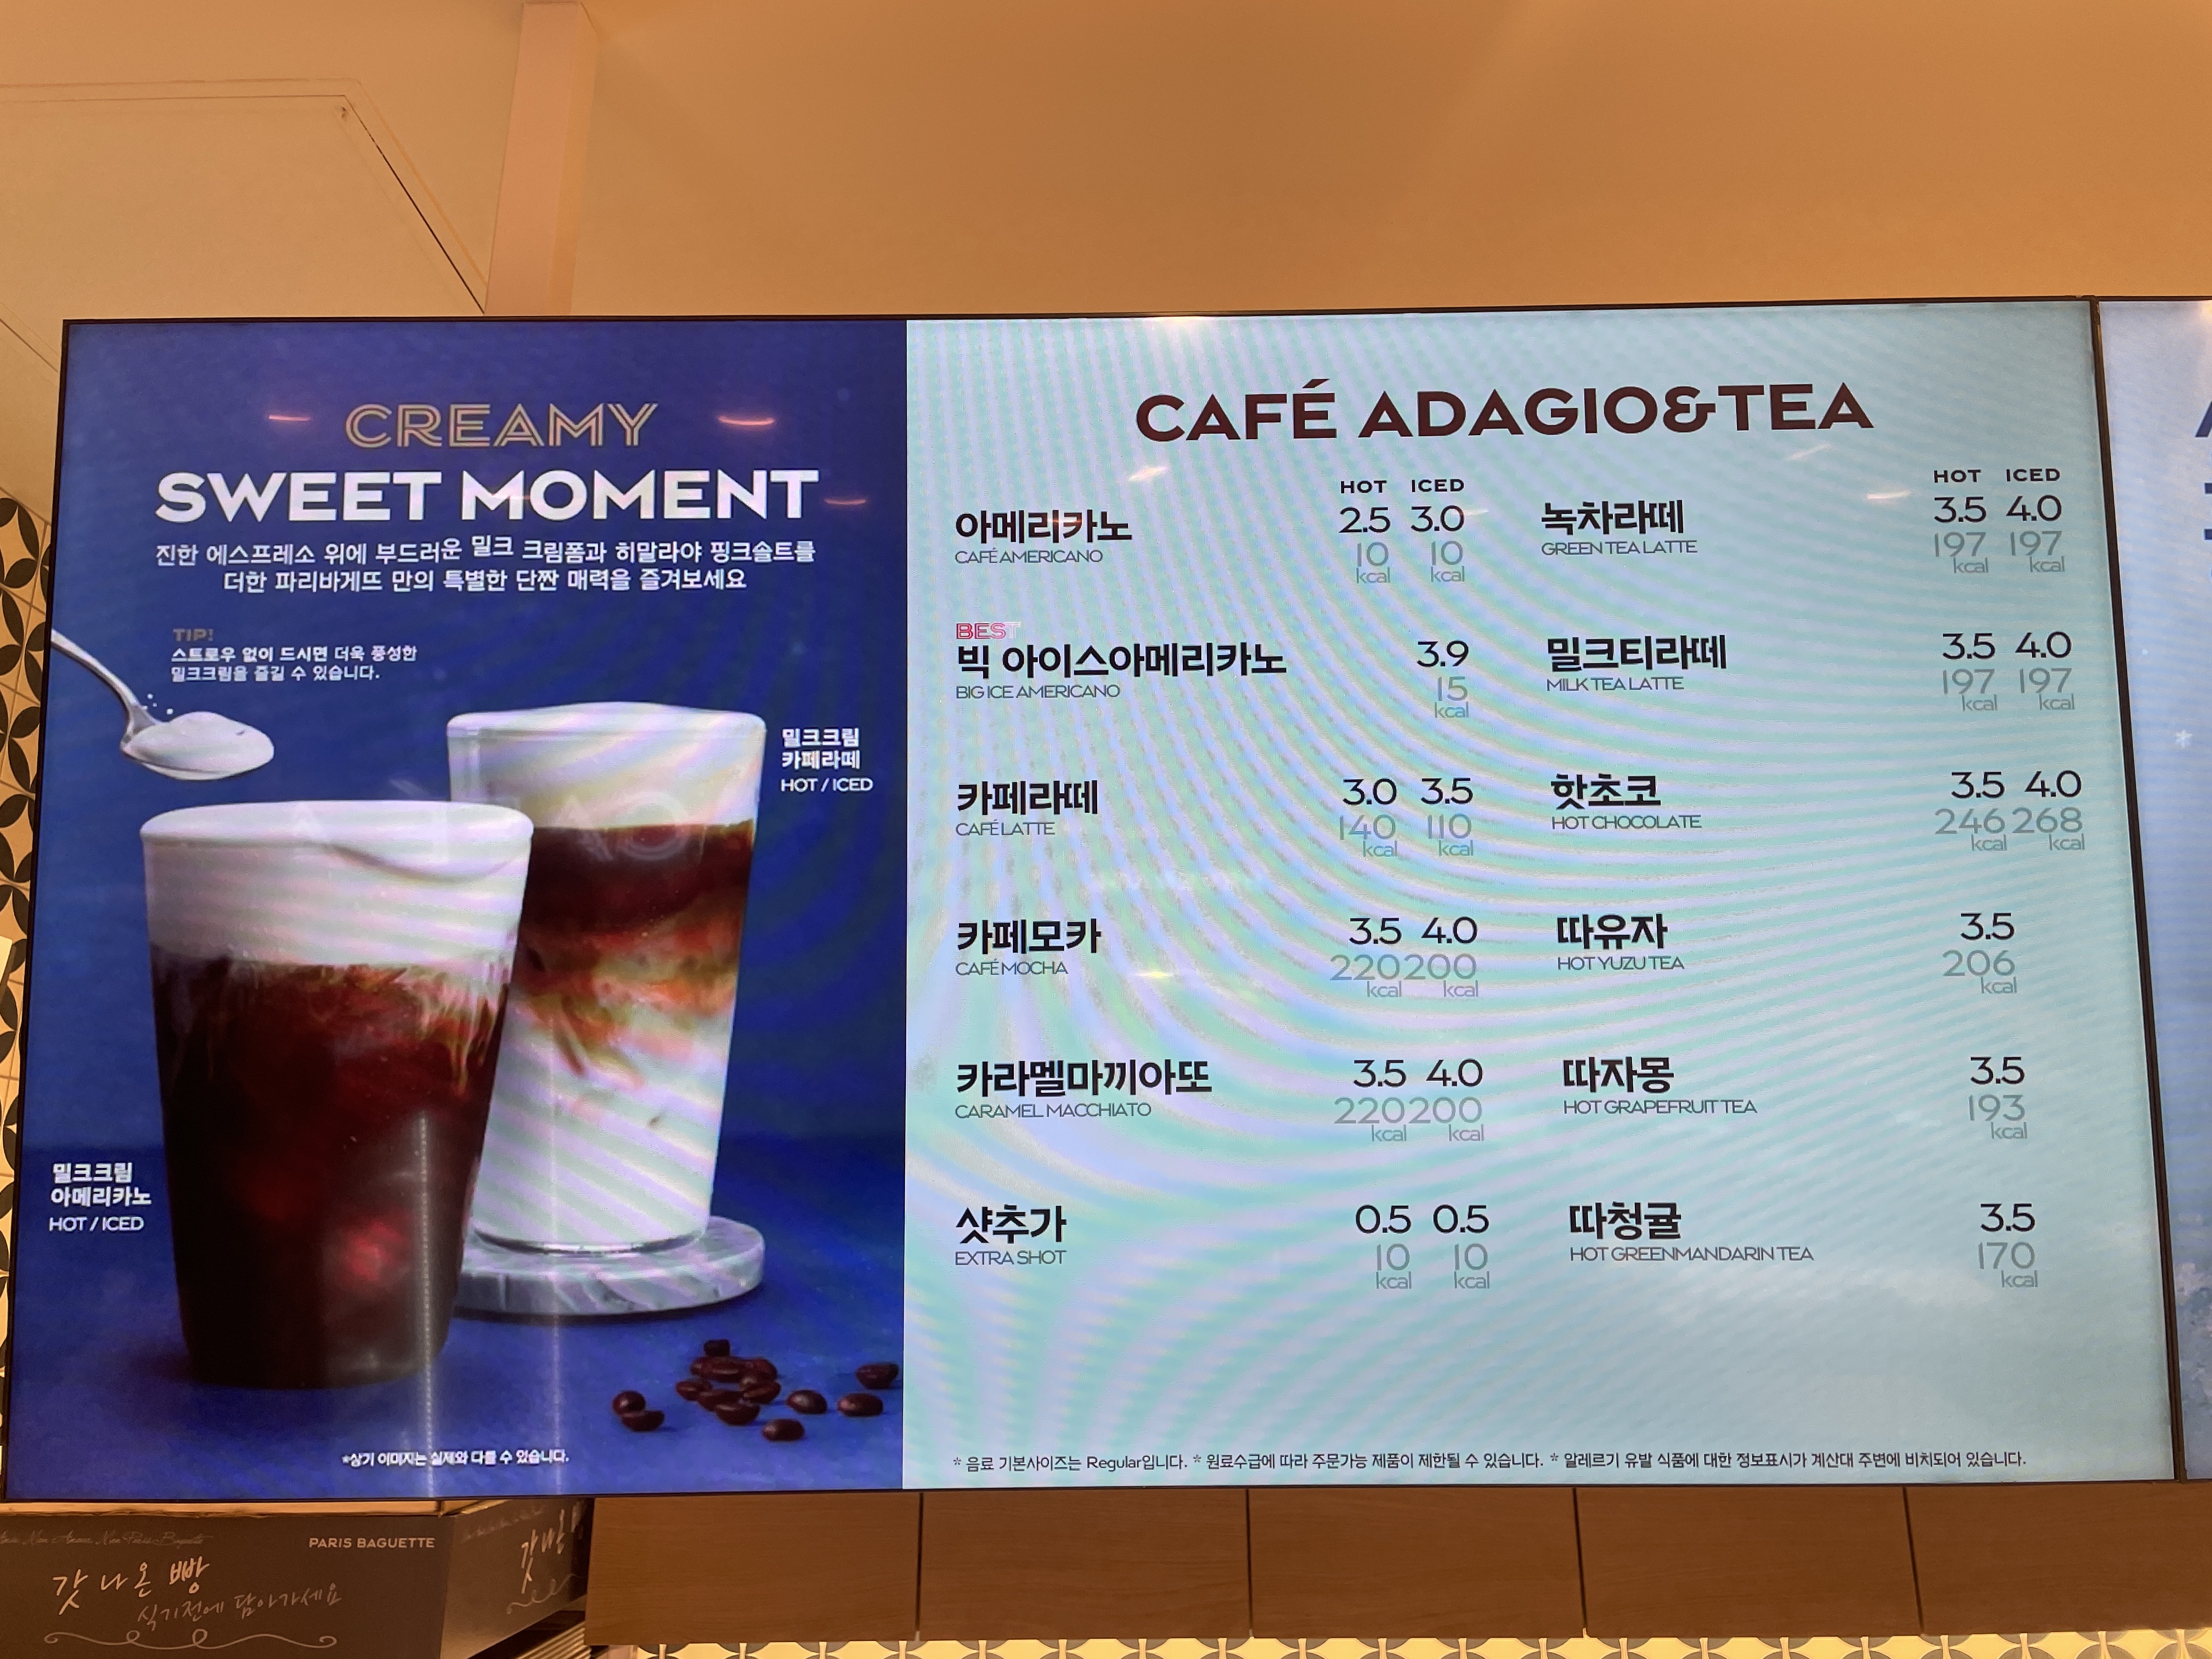 CREAMY
SWEET MOMENT
진한 에스프레소 위에 부드러운 밀크 크림폼과 히말라야 핑크솔트를
더한 파리바게뜨 만의 특별한 단짠 매력을 즐겨보세요
TIP!
스트로우 없이 드시면 더욱 풍성한
밀크크림을 즐길 수 있습니다.
밀크크림
카페라떼
HOT / ICED
밀크크림
아메리카노
HOT / ICED
*상기 이미지는 실제와 다를 수 있습니다.
CAFÉ ADAGIO&TEA
HOT ICED
아메리카노 2.5 3.0
CAFÉ AMERICANO 10 10
kcal kcal
BEST
빅 아이스아메리카노 3.9
BIG ICE AMERICANO 15
kcal
카페라떼 3.0 3.5
CAFÉ LATTE 140 110
kcal kcal
카페모카 3.5 4.0
CAFÉ MOCHA 220 200
kcal kcal
카라멜마끼아또 3.5 4.0
CARAMEL MACCHIATO 220 200
kcal kcal
샷추가 0.5 0.5
EXTRA SHOT 10 10
kcal kcal
HOT ICED
녹차라떼 3.5 4.0
GREEN TEA LATTE 197 197
kcal kcal
밀크티라떼 3.5 4.0
MILK TEA LATTE 197 197
kcal kcal
핫초코 3.5 4.0
HOT CHOCOLATE 246 268
kcal kcal
따유자 3.5
HOT YUZU TEA 206
kcal
따자몽 3.5
HOT GRAPEFRUIT TEA 193
kcal
따청귤 3.5
HOT GREENMANDARIN TEA 170
kcal
* 음료 기본사이즈는 Regular입니다. * 원료수급에 따라 주문가능 제품이 제한될 수 있습니다. * 알레르기 유발 식품에 대한 정보표시가 계산대 주변에 비치되어 있습니다.
PARIS BAGUETTE
갓 나온 빵
식기전에 담아가세요